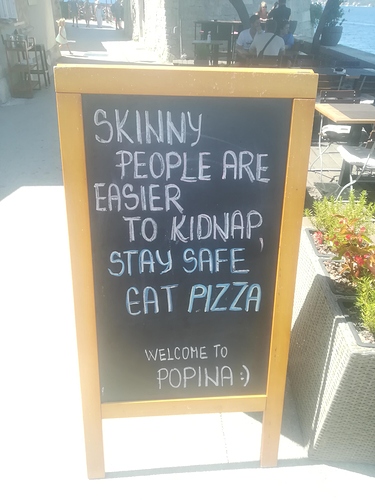 SKINNY
PEOPLE ARE
EASIER
TO KIDNAP,
STAY SAFE
EAT PIZZA
WELCOME TO
POPINA :)